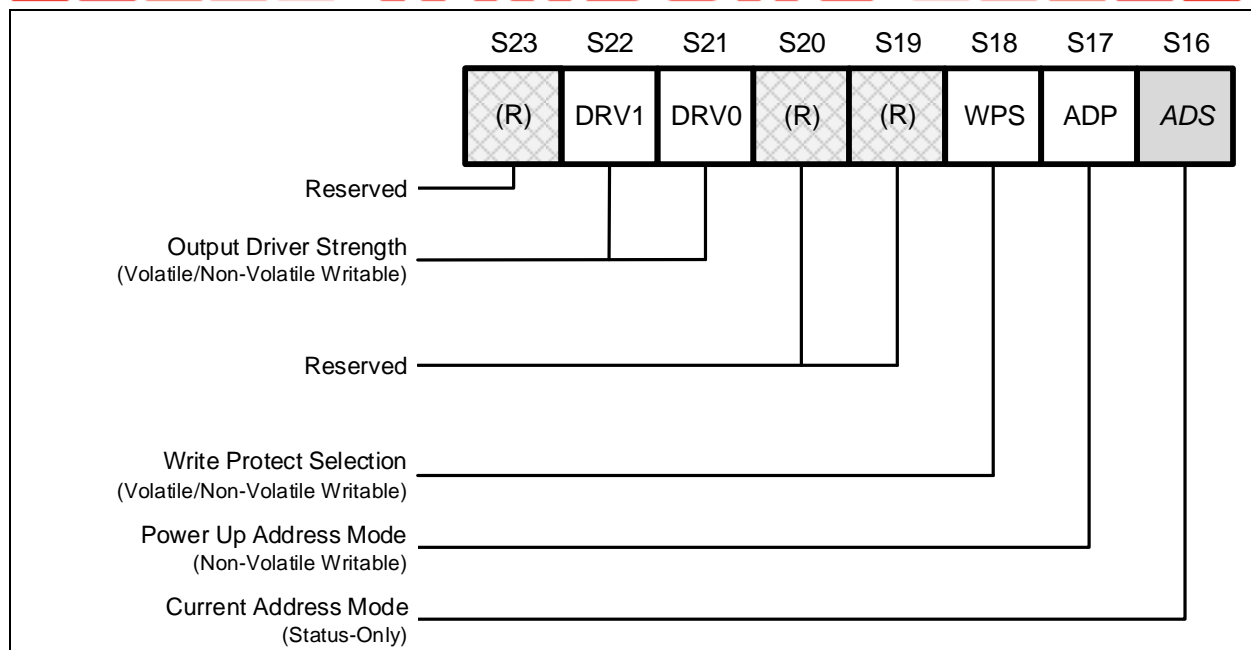 S23 S22 S21 S20 S19 S18 S17 S16
(R) DRV1 DRV0 (R) (R) WPS ADP ADS
Reserved
Output Driver Strength
(Volatile/Non-Volatile Writable)
Reserved
Write Protect Selection
(Volatile/Non-Volatile Writable)
Power Up Address Mode
(Non-Volatile Writable)
Current Address Mode
(Status-Only)